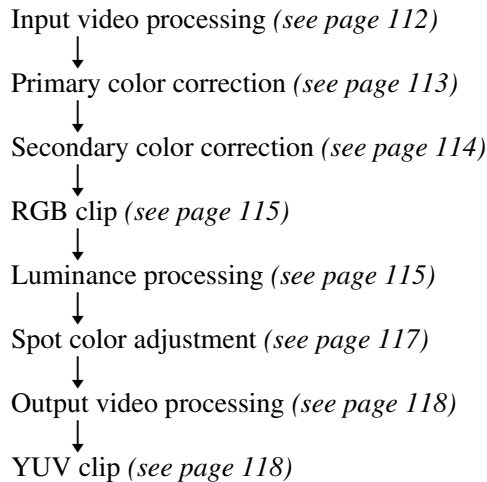 Input video processing (see page 112)
Primary color correction (see page 113)
Secondary color correction (see page 114)
RGB clip (see page 115)
Luminance processing (see page 115)
Spot color adjustment (see page 117)
Output video processing (see page 118)
YUV clip (see page 118)